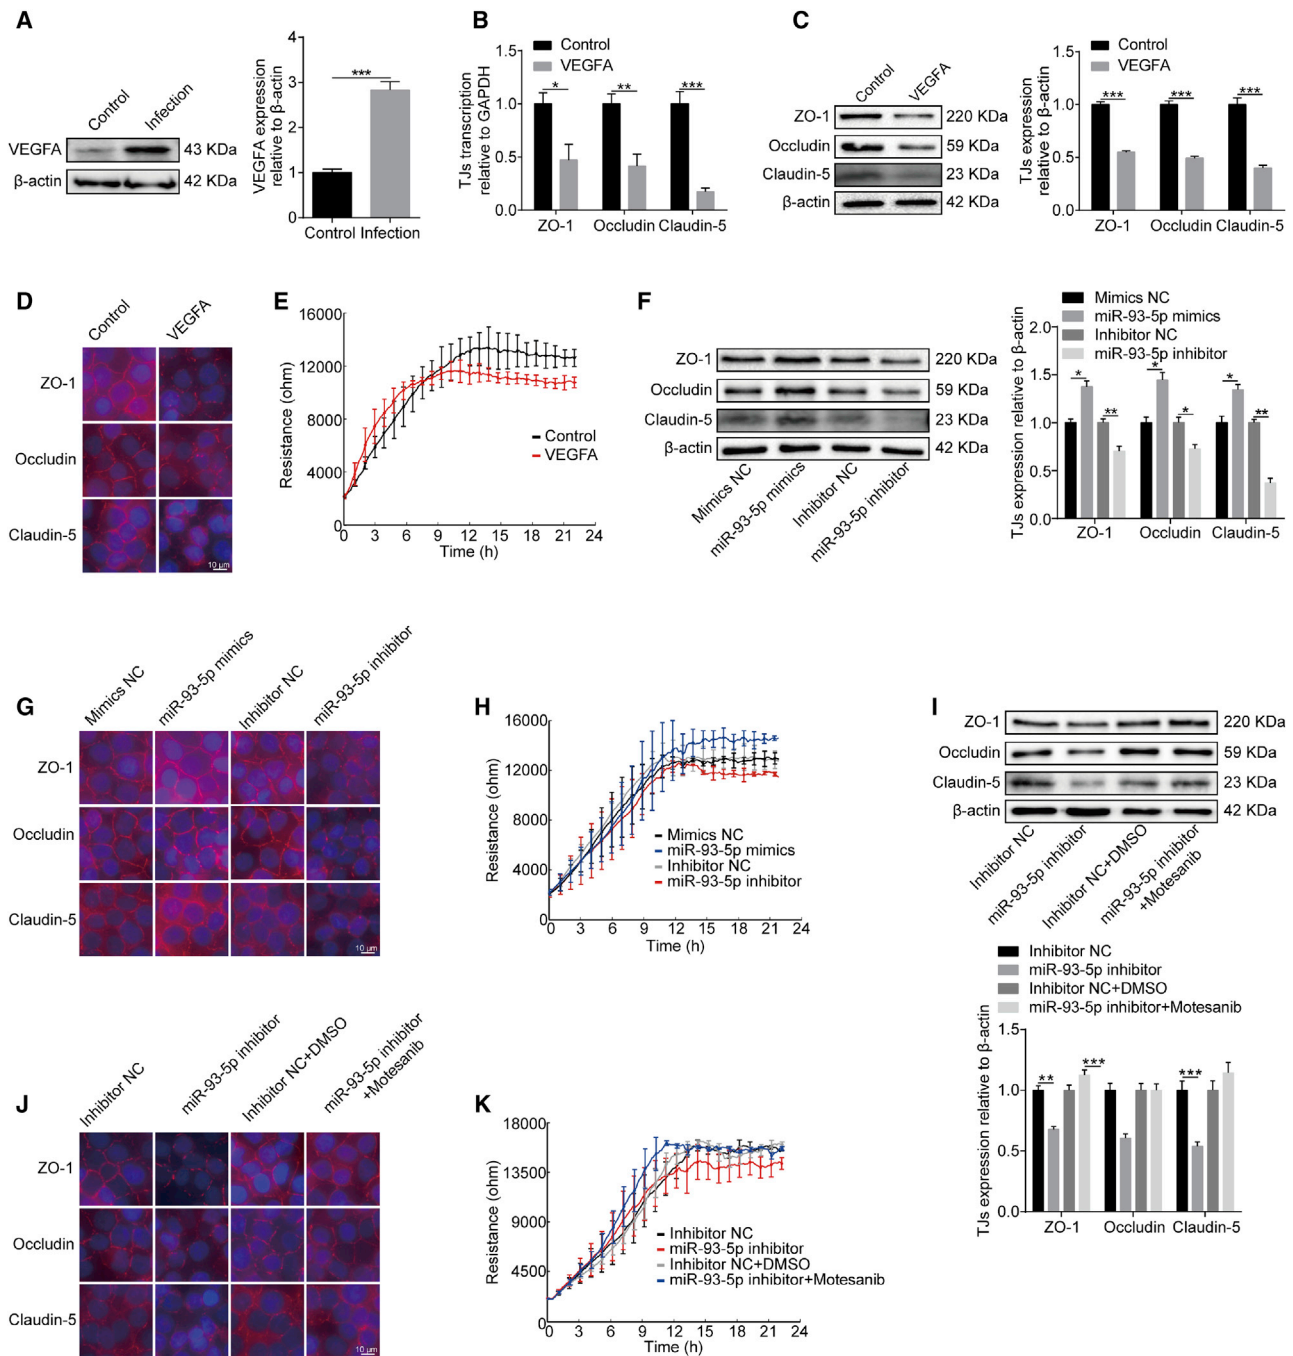 A
Control
Infection
VEGFA
43 KDa
β-actin
42 KDa
VEGFA expression
relative to β-actin
4
3
2
1
0
***
Control
Infection
B
Control
VEGFA
TJs transcription
relative to GAPDH
1.5
1.0
0.5
0.0
*
**
***
ZO-1
Occludin
Claudin-5
C
Control
VEGFA
ZO-1
220 KDa
Occludin
59 KDa
Claudin-5
23 KDa
β-actin
42 KDa
Control
VEGFA
TJs expression
relative to β-actin
1.5
1.0
0.5
0.0
***
***
***
ZO-1
Occludin
Claudin-5
D
Control
VEGFA
ZO-1
Occludin
Claudin-5
10 μm
E
Resistance (ohm)
16000
12000
8000
4000
0
Control
VEGFA
0 3 6 9 12 15 18 21 24
Time (h)
F
ZO-1
220 KDa
Occludin
59 KDa
Claudin-5
23 KDa
β-actin
42 KDa
Mimics NC
miR-93-5p mimics
Inhibitor NC
miR-93-5p inhibitor
Mimics NC
miR-93-5p mimics
Inhibitor NC
miR-93-5p inhibitor
TJs expression relative to β-actin
2.0
1.5
1.0
0.5
0.0
*
**
*
*
*
**
ZO-1
Occludin
Claudin-5
G
Mimics NC
miR-93-5p mimics
Inhibitor NC
miR-93-5p inhibitor
ZO-1
Occludin
Claudin-5
10 μm
H
Resistance (ohm)
16000
12000
8000
4000
0
Mimics NC
miR-93-5p mimics
Inhibitor NC
miR-93-5p inhibitor
0 3 6 9 12 15 18 21 24
Time (h)
I
ZO-1
220 KDa
Occludin
59 KDa
Claudin-5
23 KDa
β-actin
42 KDa
Inhibitor NC
miR-93-5p inhibitor
Inhibitor NC+DMSO
miR-93-5p inhibitor
+Motesanib
Inhibitor NC
miR-93-5p inhibitor
Inhibitor NC+DMSO
miR-93-5p inhibitor+Motesanib
TJs expression relative to β-actin
1.5
1.0
0.5
0.0
**
***
***
ZO-1
Occludin
Claudin-5
J
Inhibitor NC
miR-93-5p inhibitor
Inhibitor NC+DMSO
miR-93-5p inhibitor
+Motesanib
ZO-1
Occludin
Claudin-5
10 μm
K
Resistance (ohm)
18000
13500
9000
4500
0
Inhibitor NC
miR-93-5p inhibitor
Inhibitor NC+DMSO
miR-93-5p inhibitor+Motesanib
0 3 6 9 12 15 18 21 24
Time (h)